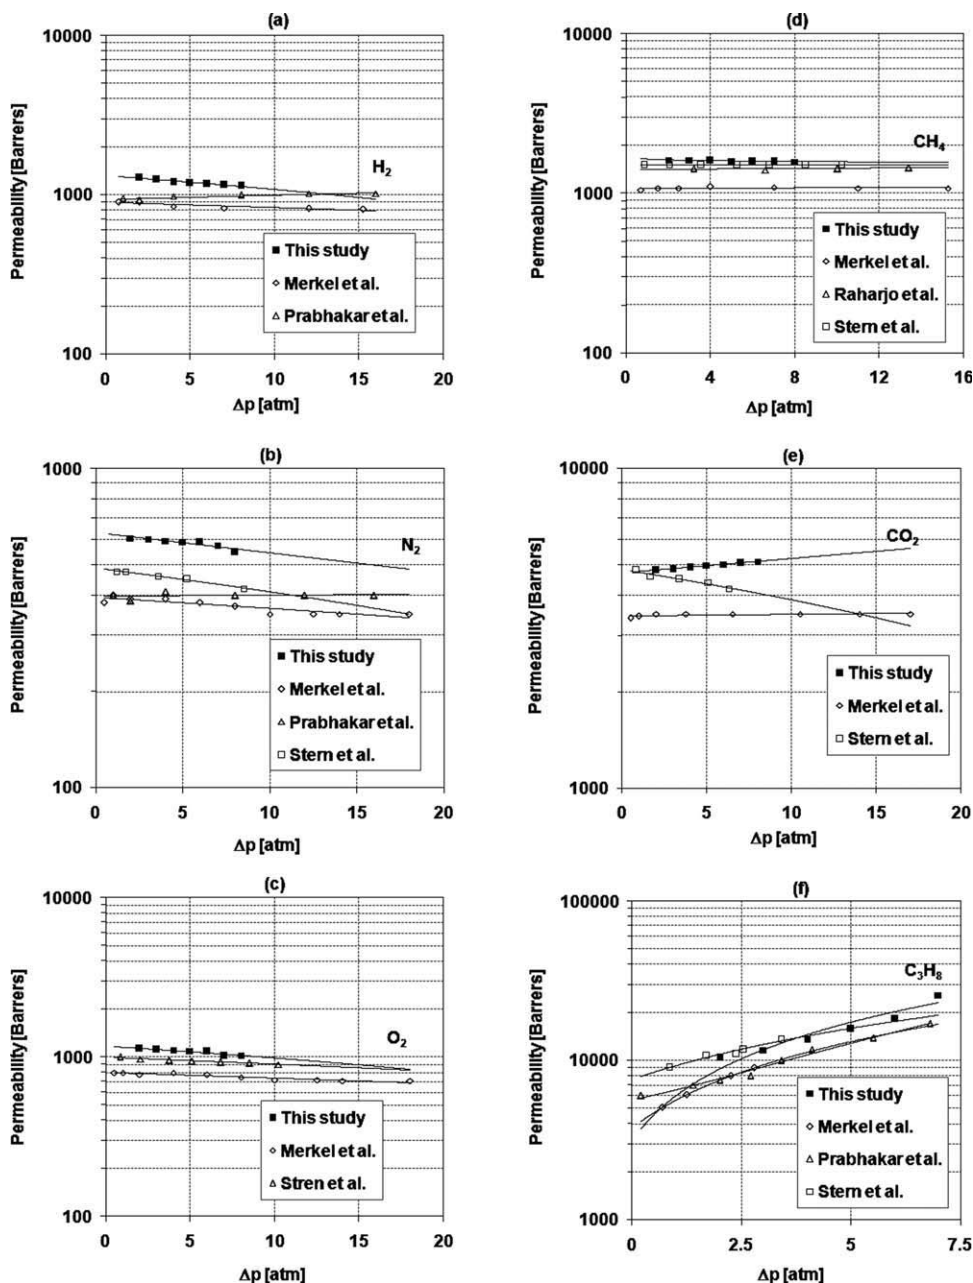 (a)
10000
1000
100
Permeability [Barrers]
H2
This study
Merkel et al.
Prabhakar et al.
0 5 10 15 20
Δp [atm]
(d)
10000
1000
100
Permeability [Barrers]
CH4
This study
Merkel et al.
Raharjo et al.
Stern et al.
0 4 8 12 16
Δp [atm]
(b)
1000
100
Permeability [Barrers]
N2
This study
Merkel et al.
Prabhakar et al.
Stern et al.
0 5 10 15 20
Δp [atm]
(e)
10000
1000
Permeability [Barrers]
CO2
This study
Merkel et al.
Stern et al.
0 5 10 15 20
Δp [atm]
(c)
10000
1000
100
Permeability [Barrers]
O2
This study
Merkel et al.
Stren et al.
0 5 10 15 20
Δp [atm]
(f)
100000
10000
1000
Permeability [Barrers]
C3H8
This study
Merkel et al.
Prabhakar et al.
Stern et al.
0 2.5 5 7.5
Δp [atm]